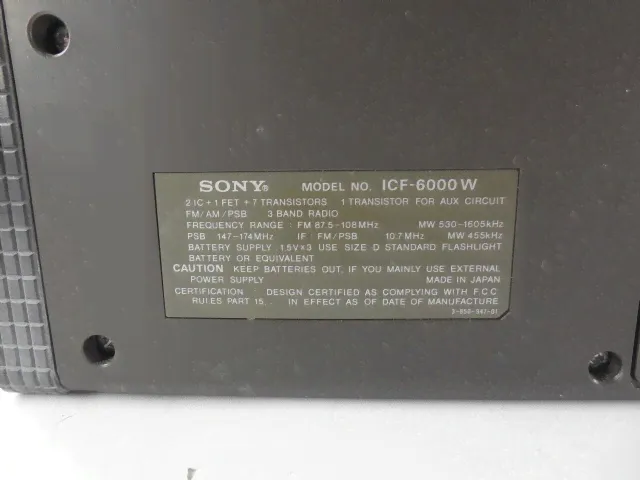 SONY® MODEL NO. ICF-6000W
2 IC + 1 FET + 7 TRANSISTORS 1 TRANSISTOR FOR AUX CIRCUIT
FM/AM/PSB 3 BAND RADIO
FREQUENCY RANGE : FM 87.5-108MHz MW 530-1605kHz
PSB 147-174MHz IF : FM/PSB 10.7MHz MW 455kHz
BATTERY SUPPLY 1.5V×3 USE SIZE D STANDARD FLASHLIGHT
BATTERY OR EQUIVALENT
CAUTION KEEP BATTERIES OUT, IF YOU MAINLY USE EXTERNAL
POWER SUPPLY MADE IN JAPAN
CERTIFICATION DESIGN CERTIFIED AS COMPLYING WITH F.C.C.
RULES PART 15... IN EFFECT AS OF DATE OF MANUFACTURE
3-850-947-01